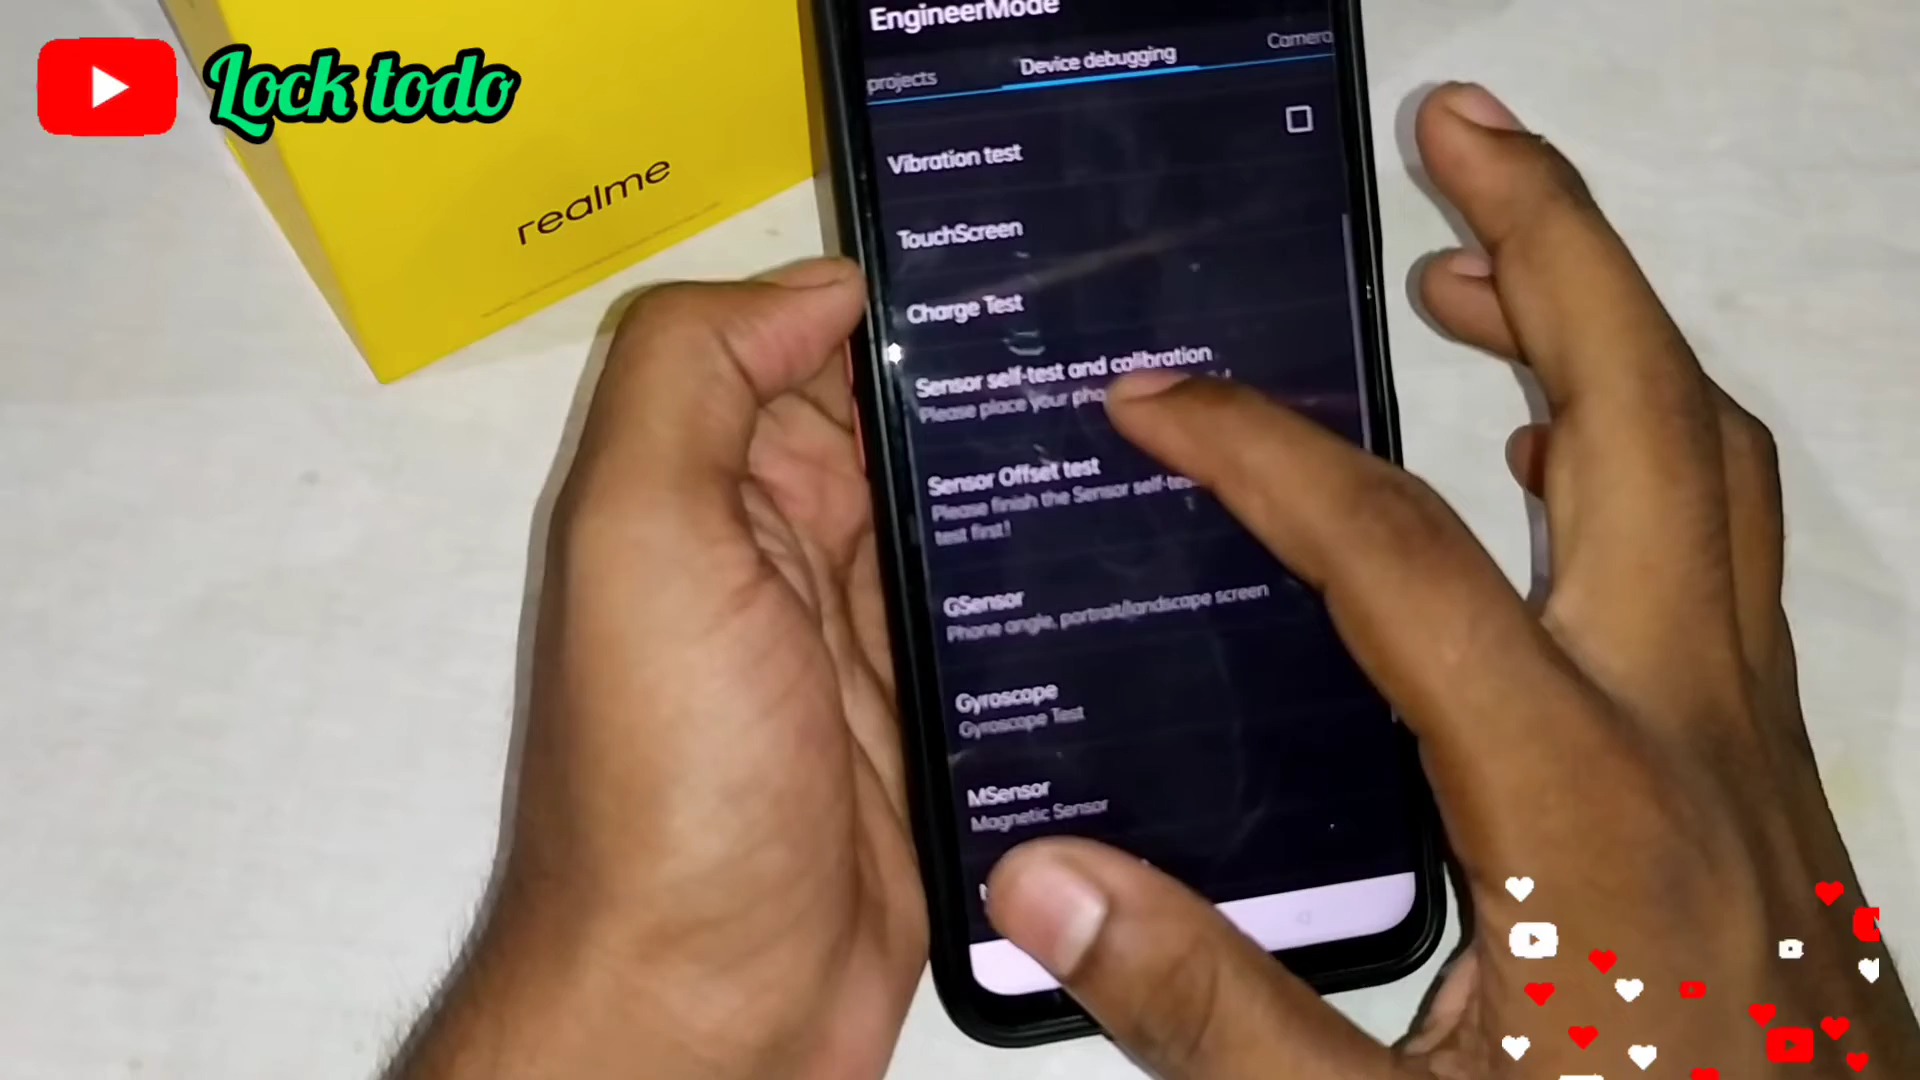 Lock todo
realme
EngineerMode
projects Device debugging Camera
Vibration test
TouchScreen
Charge Test
Sensor self-test and calibration
Please place your
Sensor Offset test
Please finish the Sensor
test first!
GSensor
Phone angle, portrait/landscape screen
Gyroscope
Gyroscope Test
MSensor
Magnetic Sensor